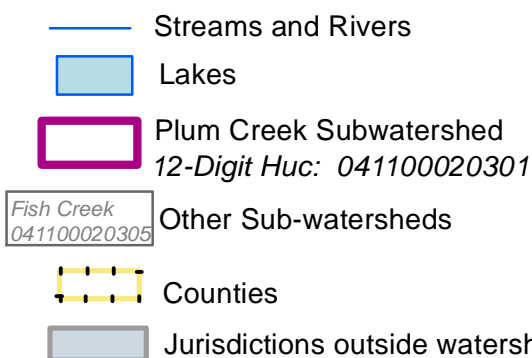 Streams and Rivers
Lakes
Plum Creek Subwatershed
12-Digit Huc: 041100020301
Fish Creek
041100020305
Other Sub-watersheds
Counties
Jurisdictions outside watersh